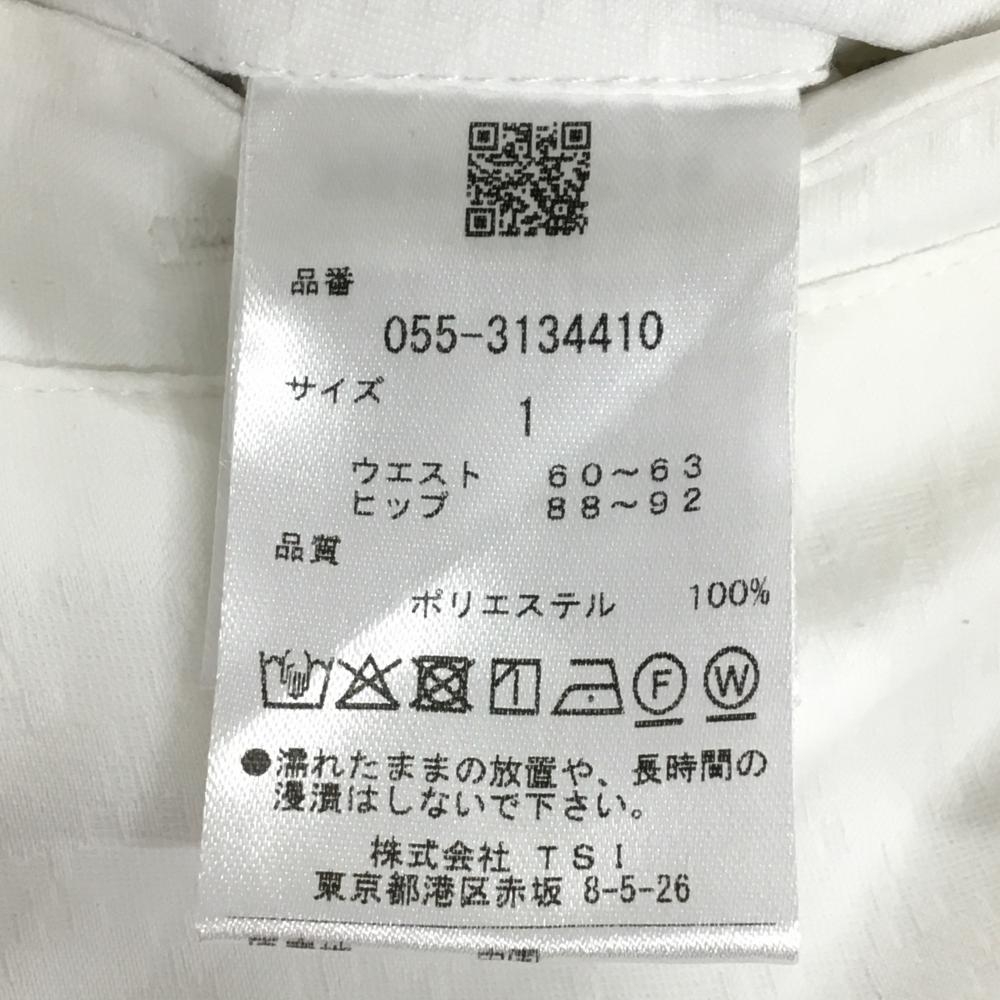 品番
055-3134410
サイズ
1
ウエスト 60～63
ヒップ 88～92
品質
ポリエステル 100%
F W
●濡れたままの放置や、長時間の
浸漬はしないで下さい。
株式会社 TSI
東京都港区赤坂 8-5-26